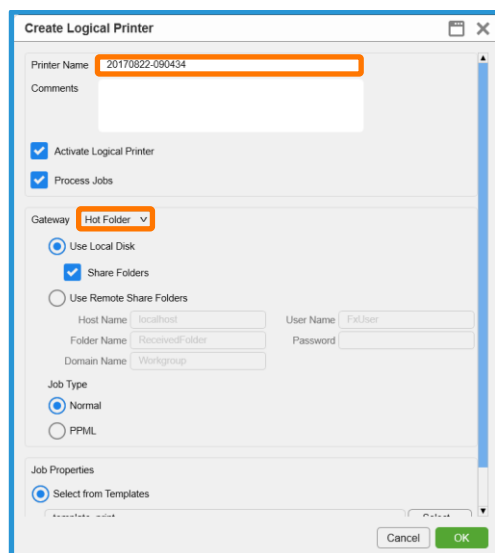 Create Logical Printer
Printer Name 20170822-090434
Comments
Activate Logical Printer
Process Jobs
Gateway Hot Folder
Use Local Disk
Share Folders
Use Remote Share Folders
Host Name localhost User Name FxUser
Folder Name ReceivedFolder Password
Domain Name Workgroup
Job Type
Normal
PPML
Job Properties
Select from Templates
template_print Select...
Cancel OK